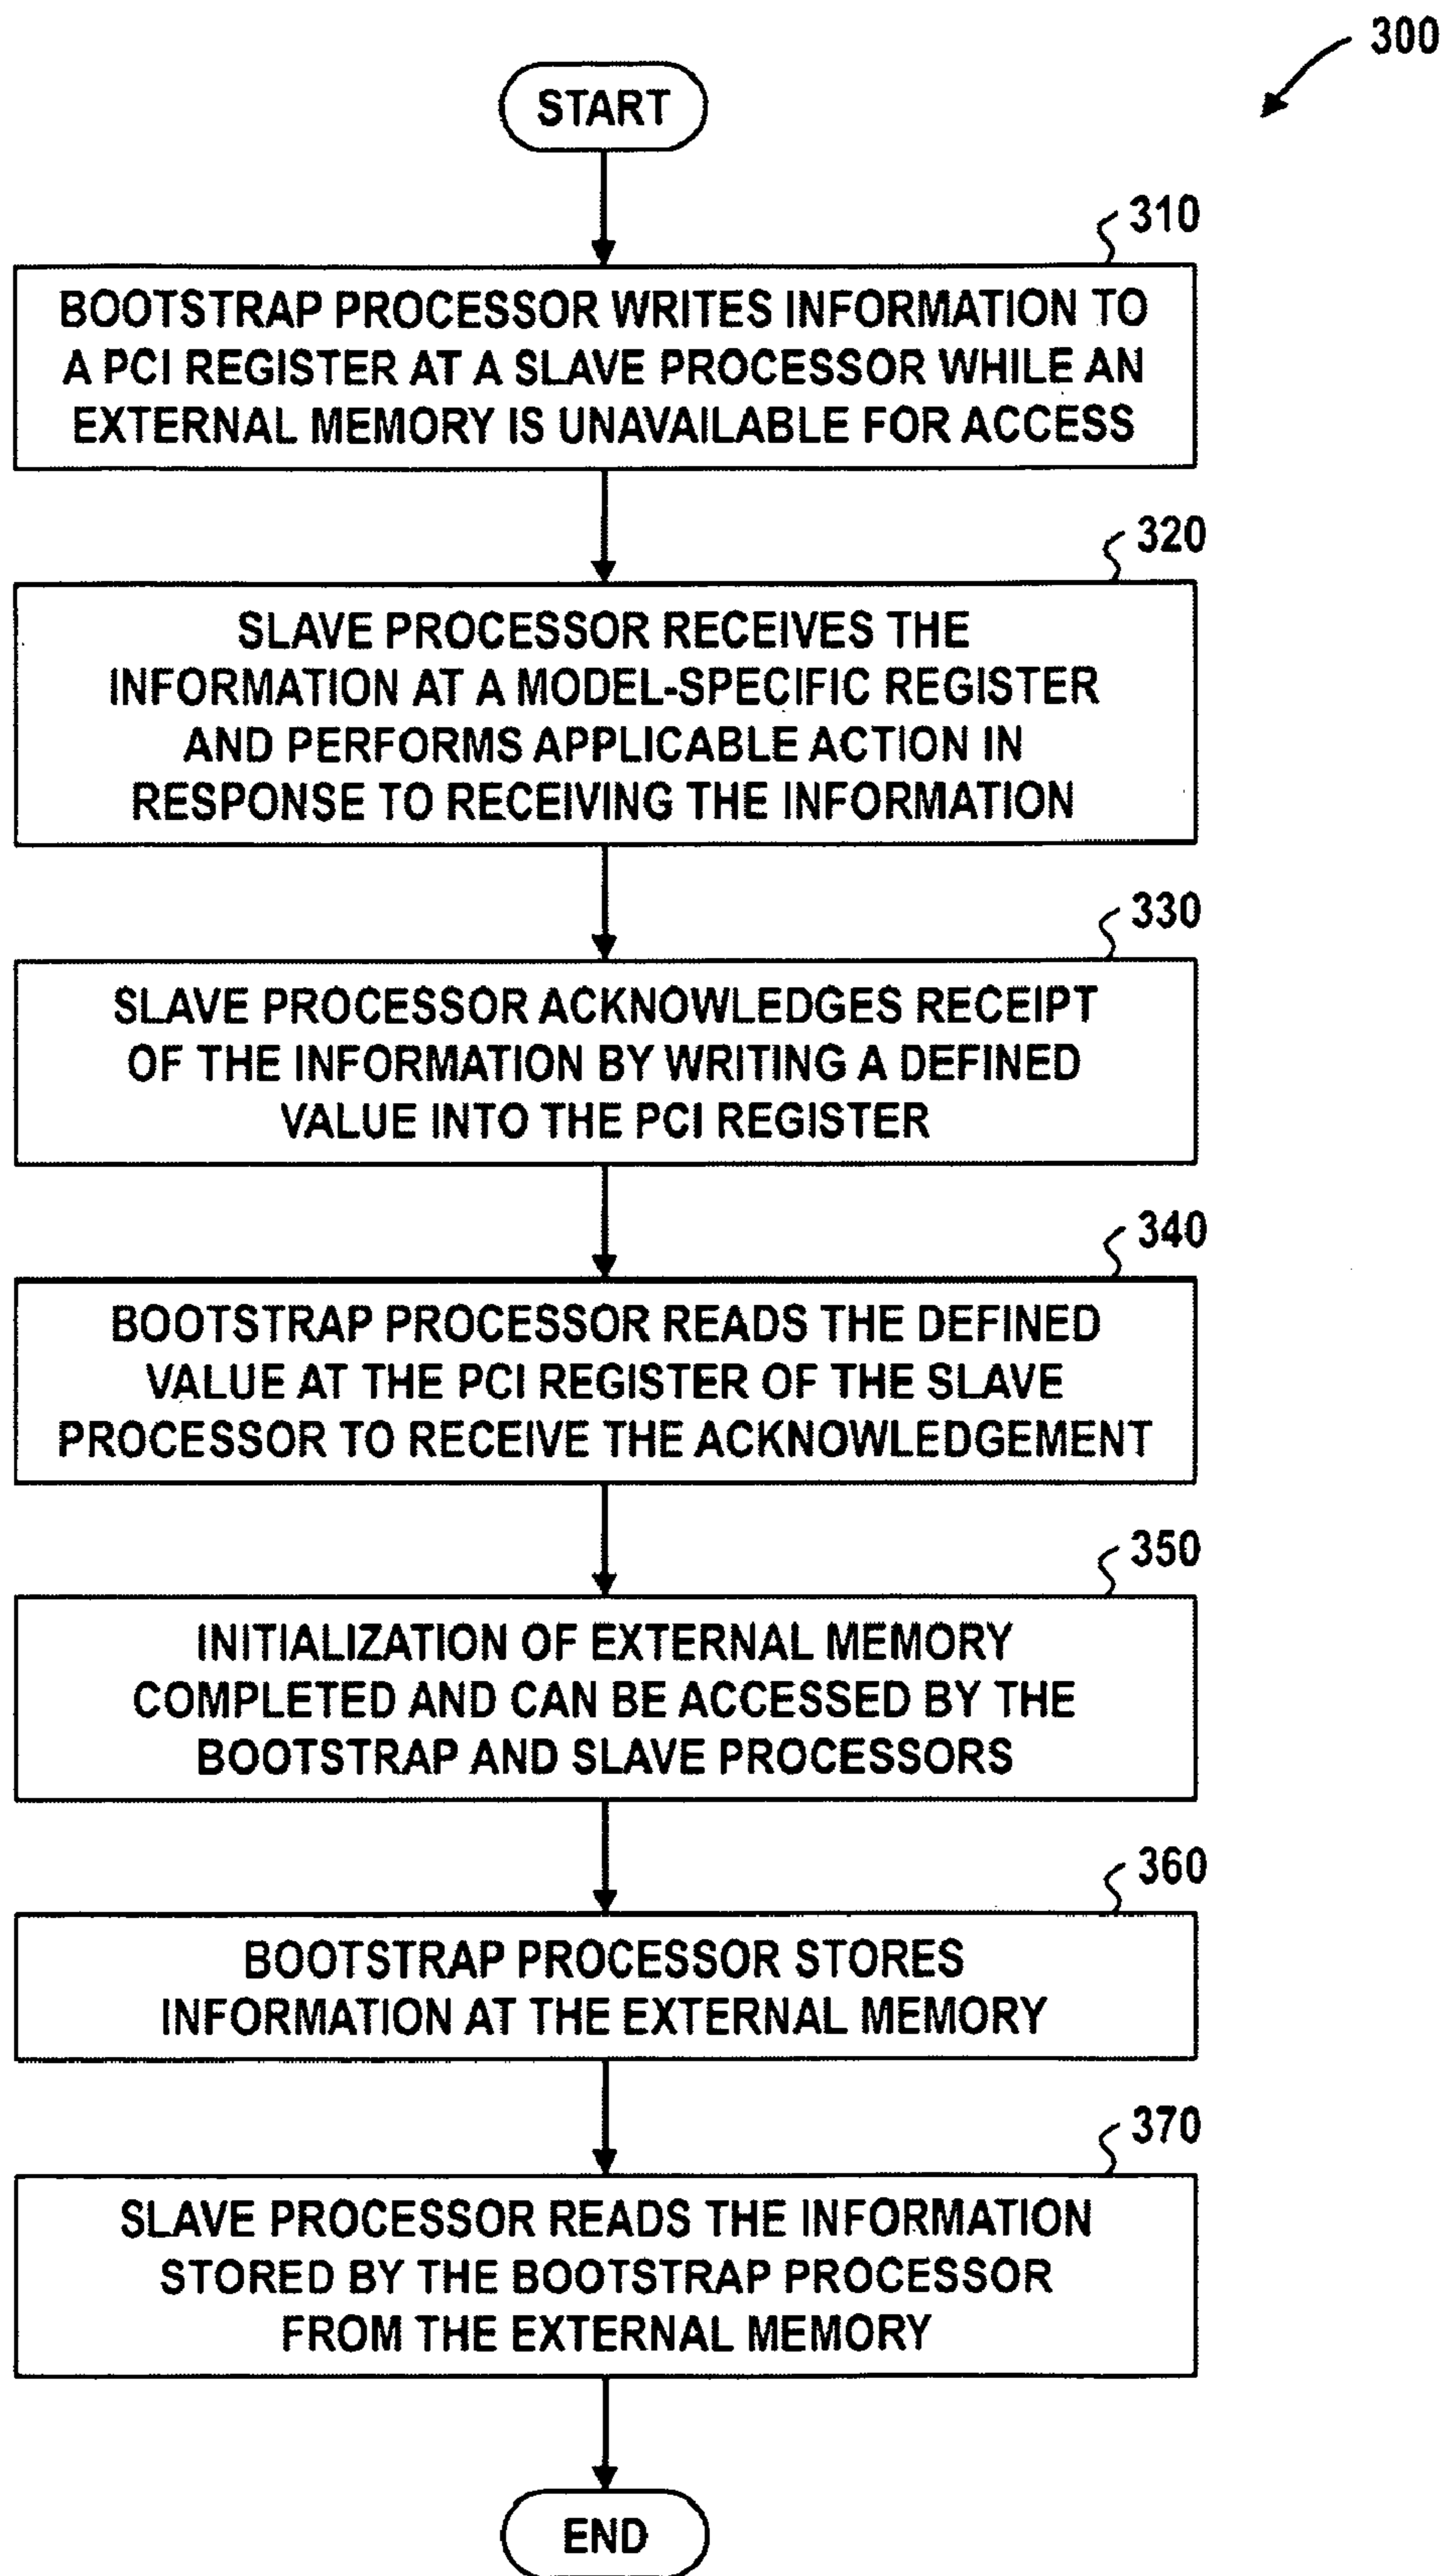 300
START
310
BOOTSTRAP PROCESSOR WRITES INFORMATION TO
A PCI REGISTER AT A SLAVE PROCESSOR WHILE AN
EXTERNAL MEMORY IS UNAVAILABLE FOR ACCESS
320
SLAVE PROCESSOR RECEIVES THE
INFORMATION AT A MODEL-SPECIFIC REGISTER
AND PERFORMS APPLICABLE ACTION IN
RESPONSE TO RECEIVING THE INFORMATION
330
SLAVE PROCESSOR ACKNOWLEDGES RECEIPT
OF THE INFORMATION BY WRITING A DEFINED
VALUE INTO THE PCI REGISTER
340
BOOTSTRAP PROCESSOR READS THE DEFINED
VALUE AT THE PCI REGISTER OF THE SLAVE
PROCESSOR TO RECEIVE THE ACKNOWLEDGEMENT
350
INITIALIZATION OF EXTERNAL MEMORY
COMPLETED AND CAN BE ACCESSED BY THE
BOOTSTRAP AND SLAVE PROCESSORS
360
BOOTSTRAP PROCESSOR STORES
INFORMATION AT THE EXTERNAL MEMORY
370
SLAVE PROCESSOR READS THE INFORMATION
STORED BY THE BOOTSTRAP PROCESSOR
FROM THE EXTERNAL MEMORY
END